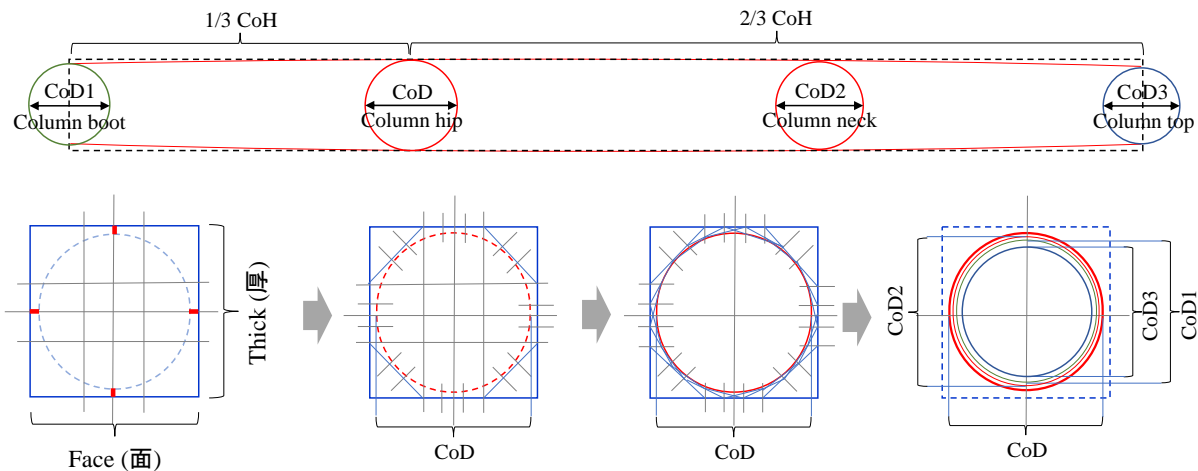 1/3 CoH
2/3 CoH
CoD1
Column boot
CoD
Column hip
CoD2
Column neck
CoD3
Column top
Thick (厚)
Face (面)
CoD
CoD
CoD2
CoD3
CoD1
CoD